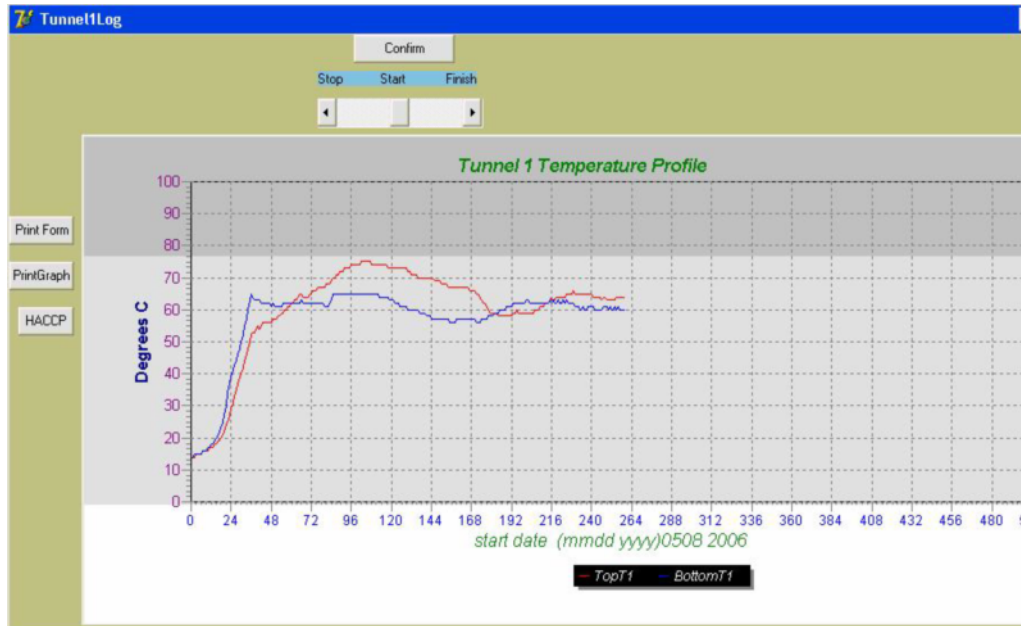 Tunnel1Log
Confirm
Stop Start Finish
Tunnel 1 Temperature Profile
100
90
80
70
60
50
40
30
20
10
0
Degrees C
Print Form
PrintGraph
HACCP
0 24 48 72 96 120 144 168 192 216 240 264 288 312 336 360 384 408 432 456 480
start date (mmdd yyyy)0508 2006
TopT1 BottomT1